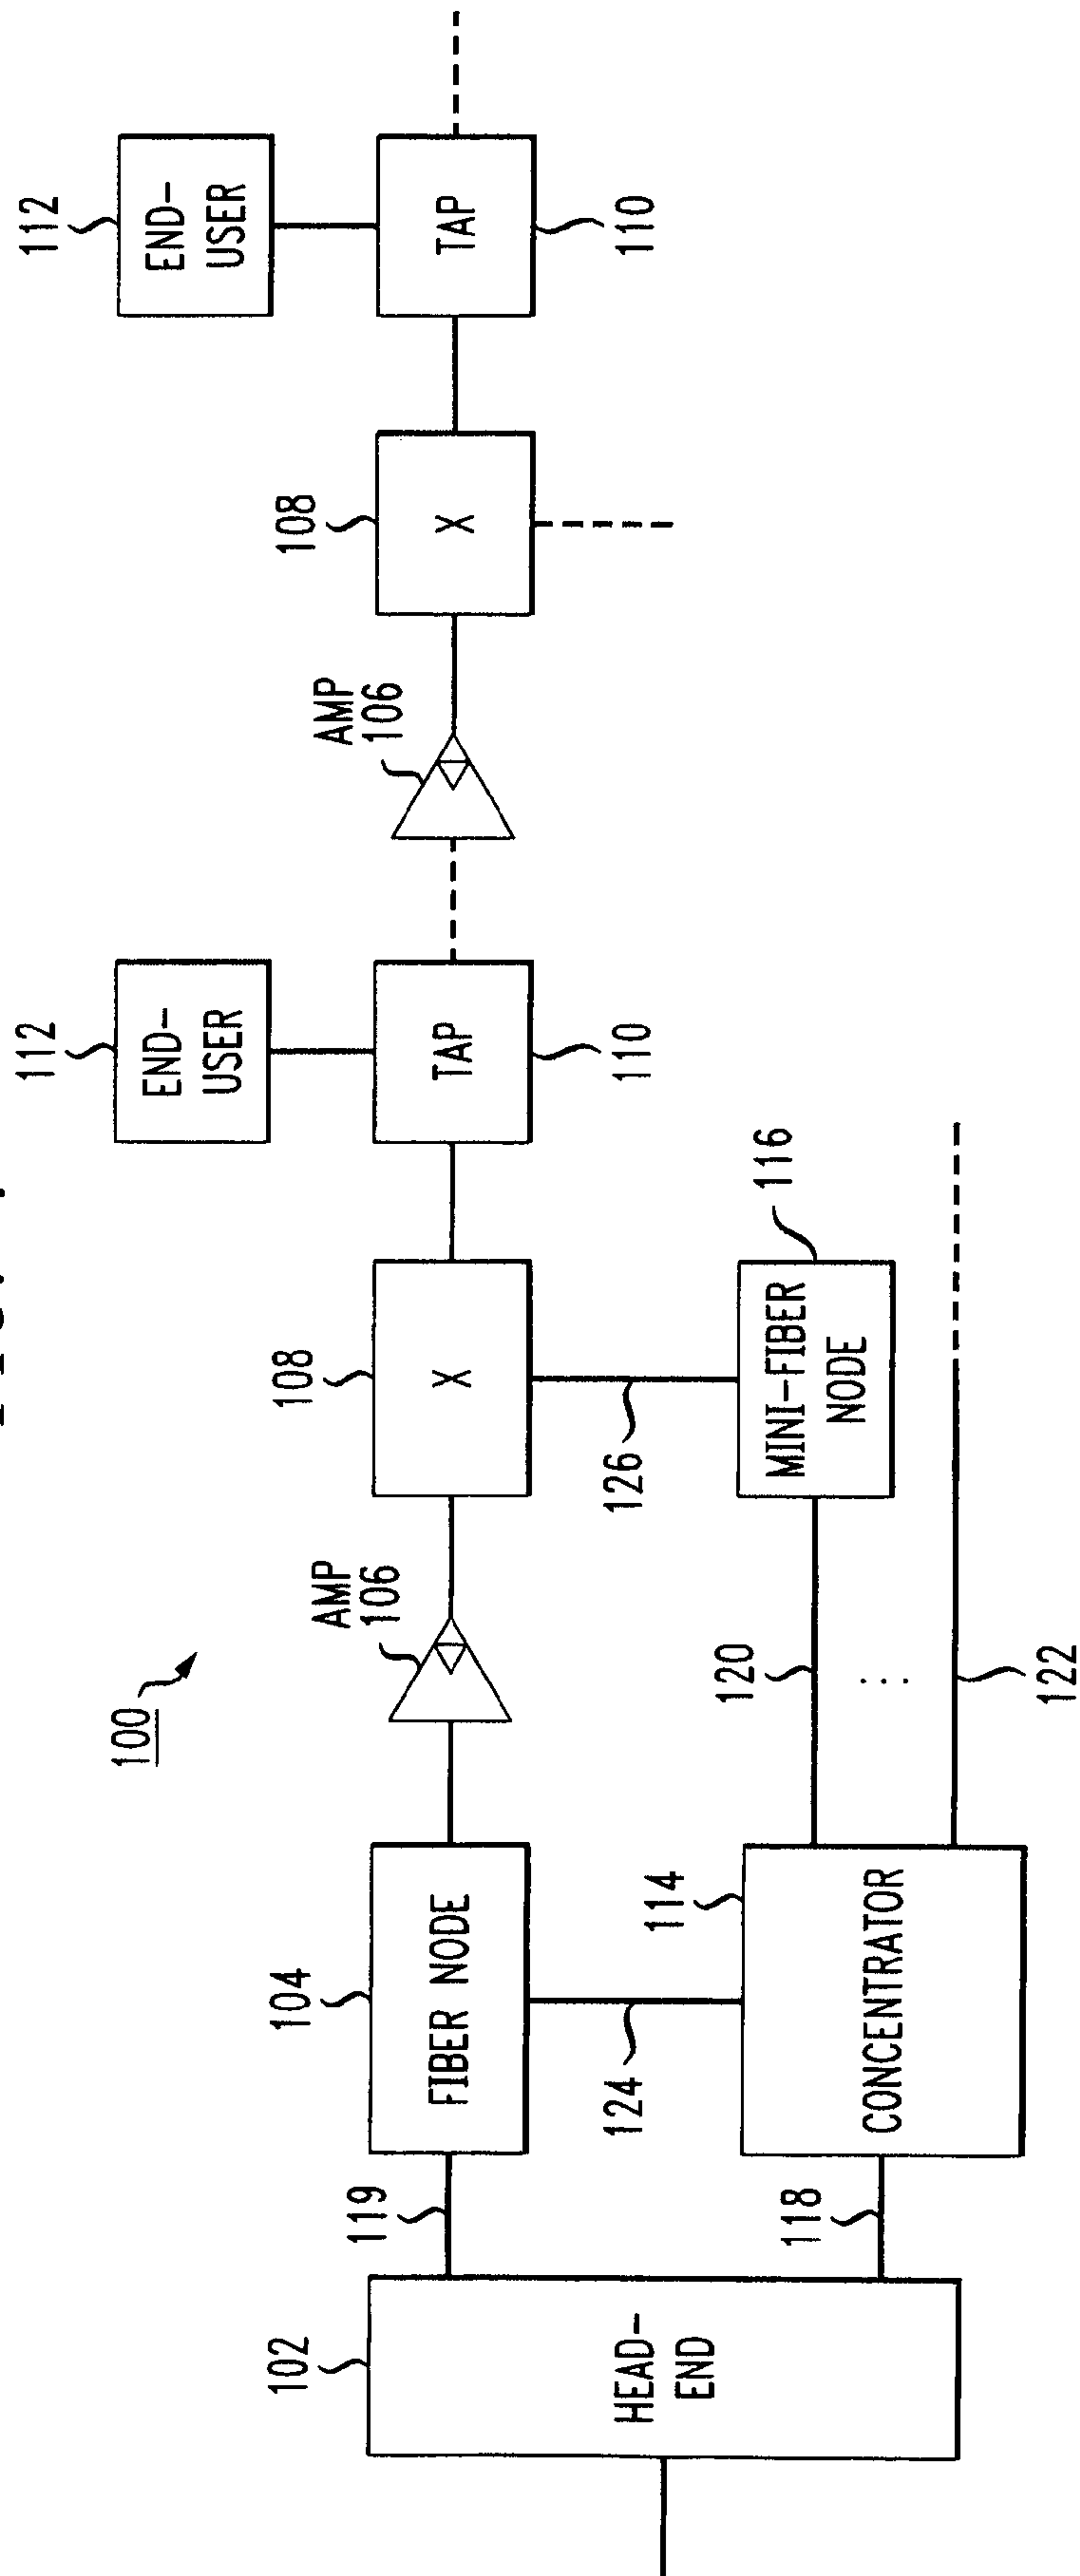 112
112
100
END-
USER
END-
USER
102
104
AMP
106
108
AMP
106
108
119
FIBER NODE
X
TAP
X
TAP
HEAD-
END
124
126
110
110
114
120
116
118
CONCENTRATOR
MINI-FIBER
NODE
122